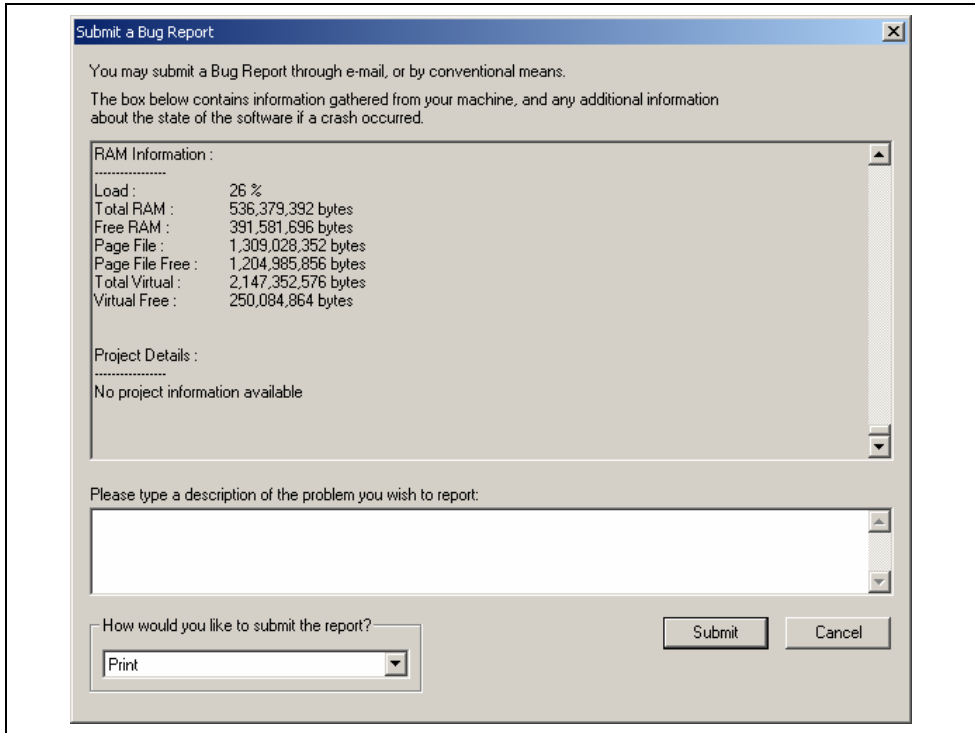 Submit a Bug Report
You may submit a Bug Report through e-mail, or by conventional means.
The box below contains information gathered from your machine, and any additional information
about the state of the software if a crash occurred.
RAM Information :
-----------------
Load : 26 %
Total RAM : 536,379,392 bytes
Free RAM : 391,581,696 bytes
Page File : 1,309,028,352 bytes
Page File Free : 1,204,985,856 bytes
Total Virtual : 2,147,352,576 bytes
Virtual Free : 250,084,864 bytes
Project Details :
-----------------
No project information available
Please type a description of the problem you wish to report:
How would you like to submit the report?
Print
Submit
Cancel